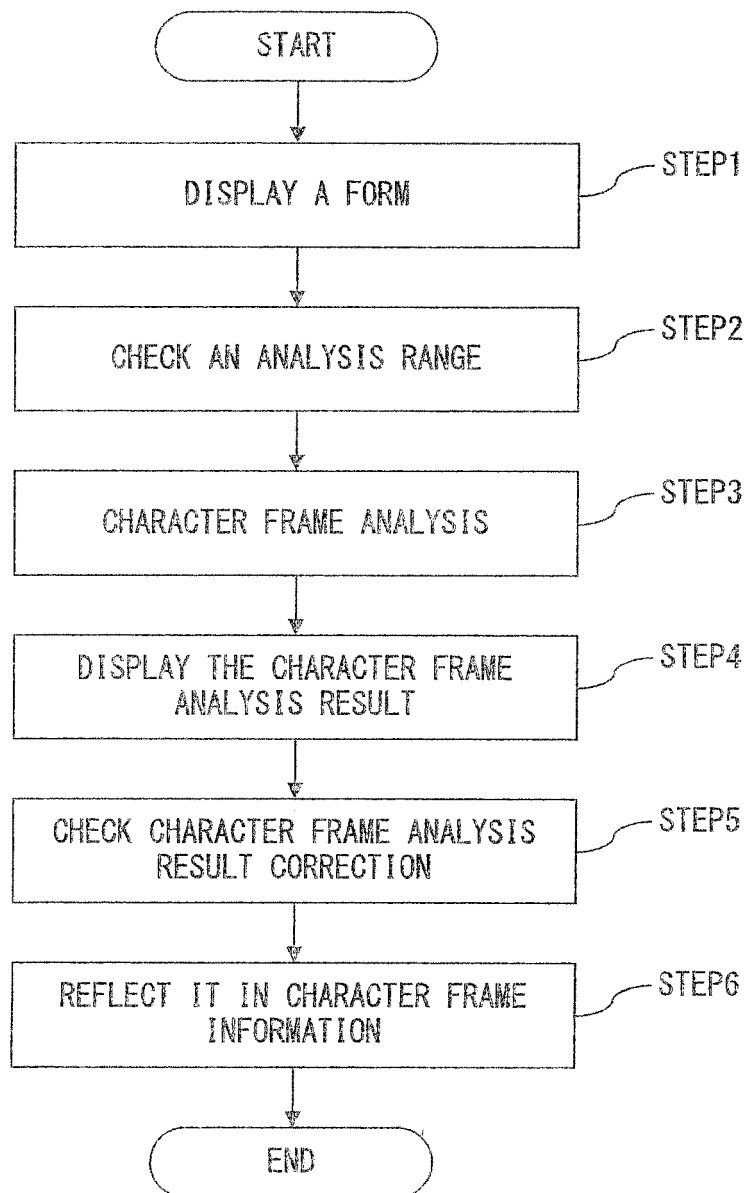 START
DISPLAY A FORM
STEP1
CHECK AN ANALYSIS RANGE
STEP2
CHARACTER FRAME ANALYSIS
STEP3
DISPLAY THE CHARACTER FRAME
ANALYSIS RESULT
STEP4
CHECK CHARACTER FRAME ANALYSIS
RESULT CORRECTION
STEP5
REFLECT IT IN CHARACTER FRAME
INFORMATION
STEP6
END